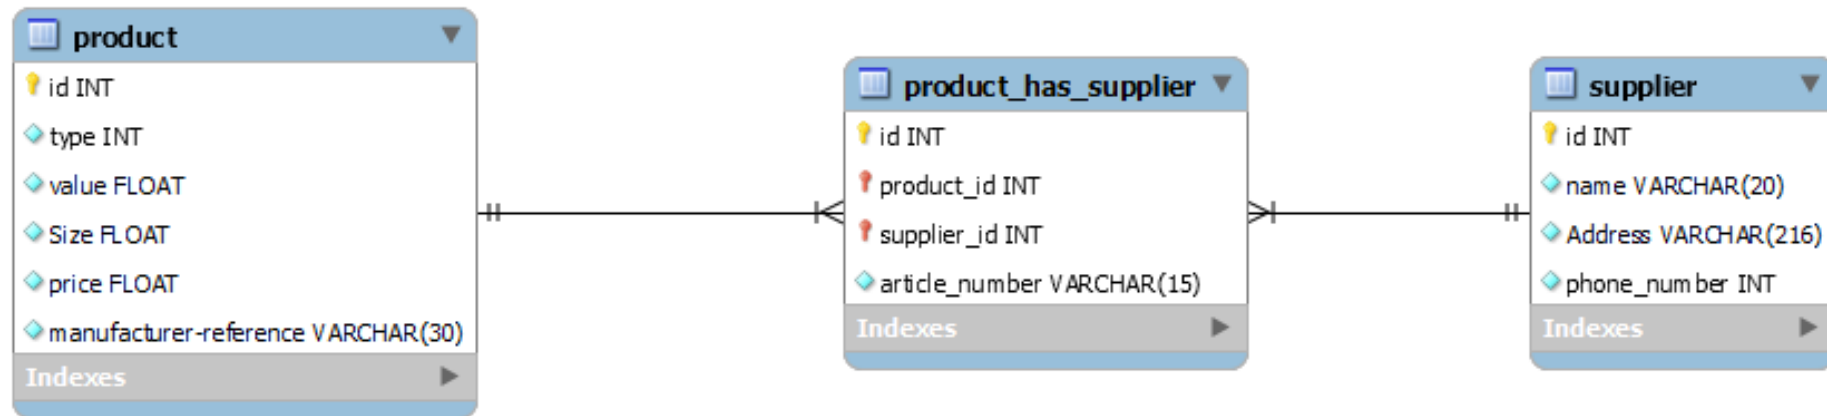 product
id INT
type INT
value FLOAT
Size FLOAT
price FLOAT
manufacturer-reference VARCHAR(30)
Indexes
product_has_supplier
id INT
product_id INT
supplier_id INT
article_number VARCHAR(15)
Indexes
supplier
id INT
name VARCHAR(20)
Address VARCHAR(216)
phone_number INT
Indexes